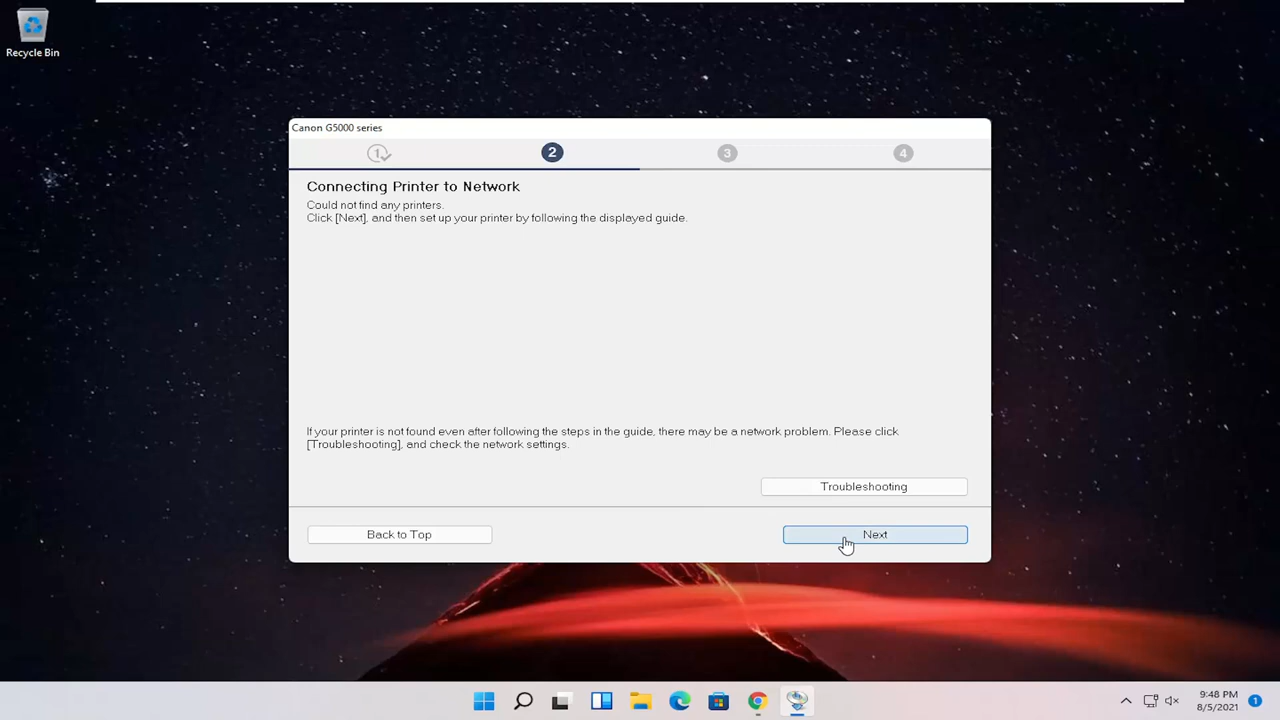 Recycle Bin
Canon G5000 series
1
2
3
4
Connecting Printer to Network
Could not find any printers.
Click [Next], and then set up your printer by following the displayed guide.
If your printer is not found even after following the steps in the guide, there may be a network problem. Please click
[Troubleshooting], and check the network settings.
Troubleshooting
Back to Top
Next
9:48 PM
8/5/2021
1